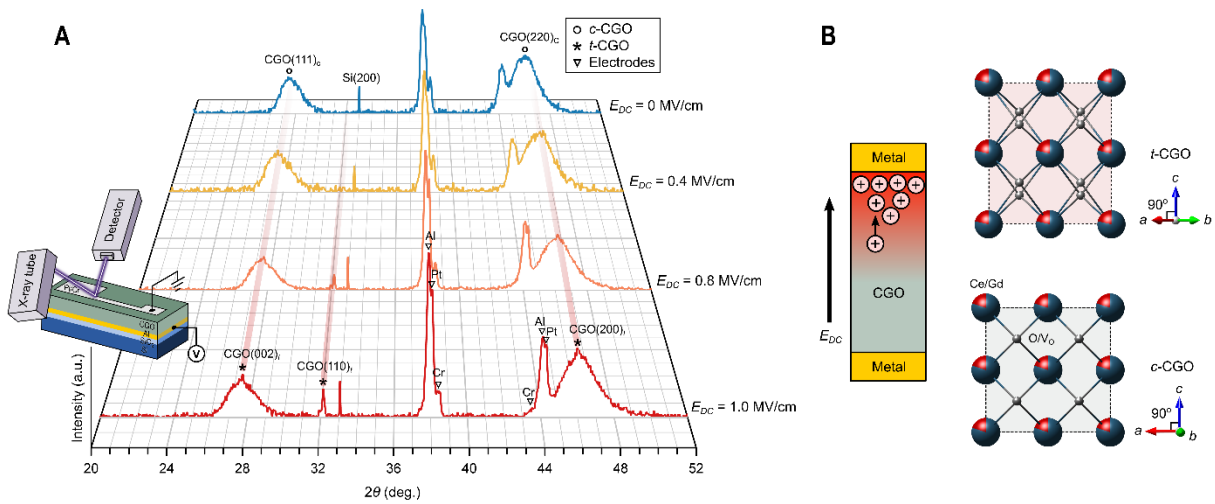 A
CGO(111)c
Si(200)
CGO(220)C
c-CGO
t-CGO
Electrodes
EDC = 0 MV/cm
EDC = 0.4 MV/cm
EDC = 0.8 MV/cm
EDC = 1.0 MV/cm
Detector
X-ray tube
CGO
Al
V
CGO(002)t
CGO(110)t
Al
Pt
Cr
Al
Pt
Cr
CGO(200)t
Intensity (a.u.)
20 24 28 32 36 40 44 48 52
2θ (deg.)
B
Metal
CGO
Metal
EDC
+ + + + + + + +
t-CGO
c
90°
a b
Ce/Gd
O/VO
c-CGO
c
90°
a b